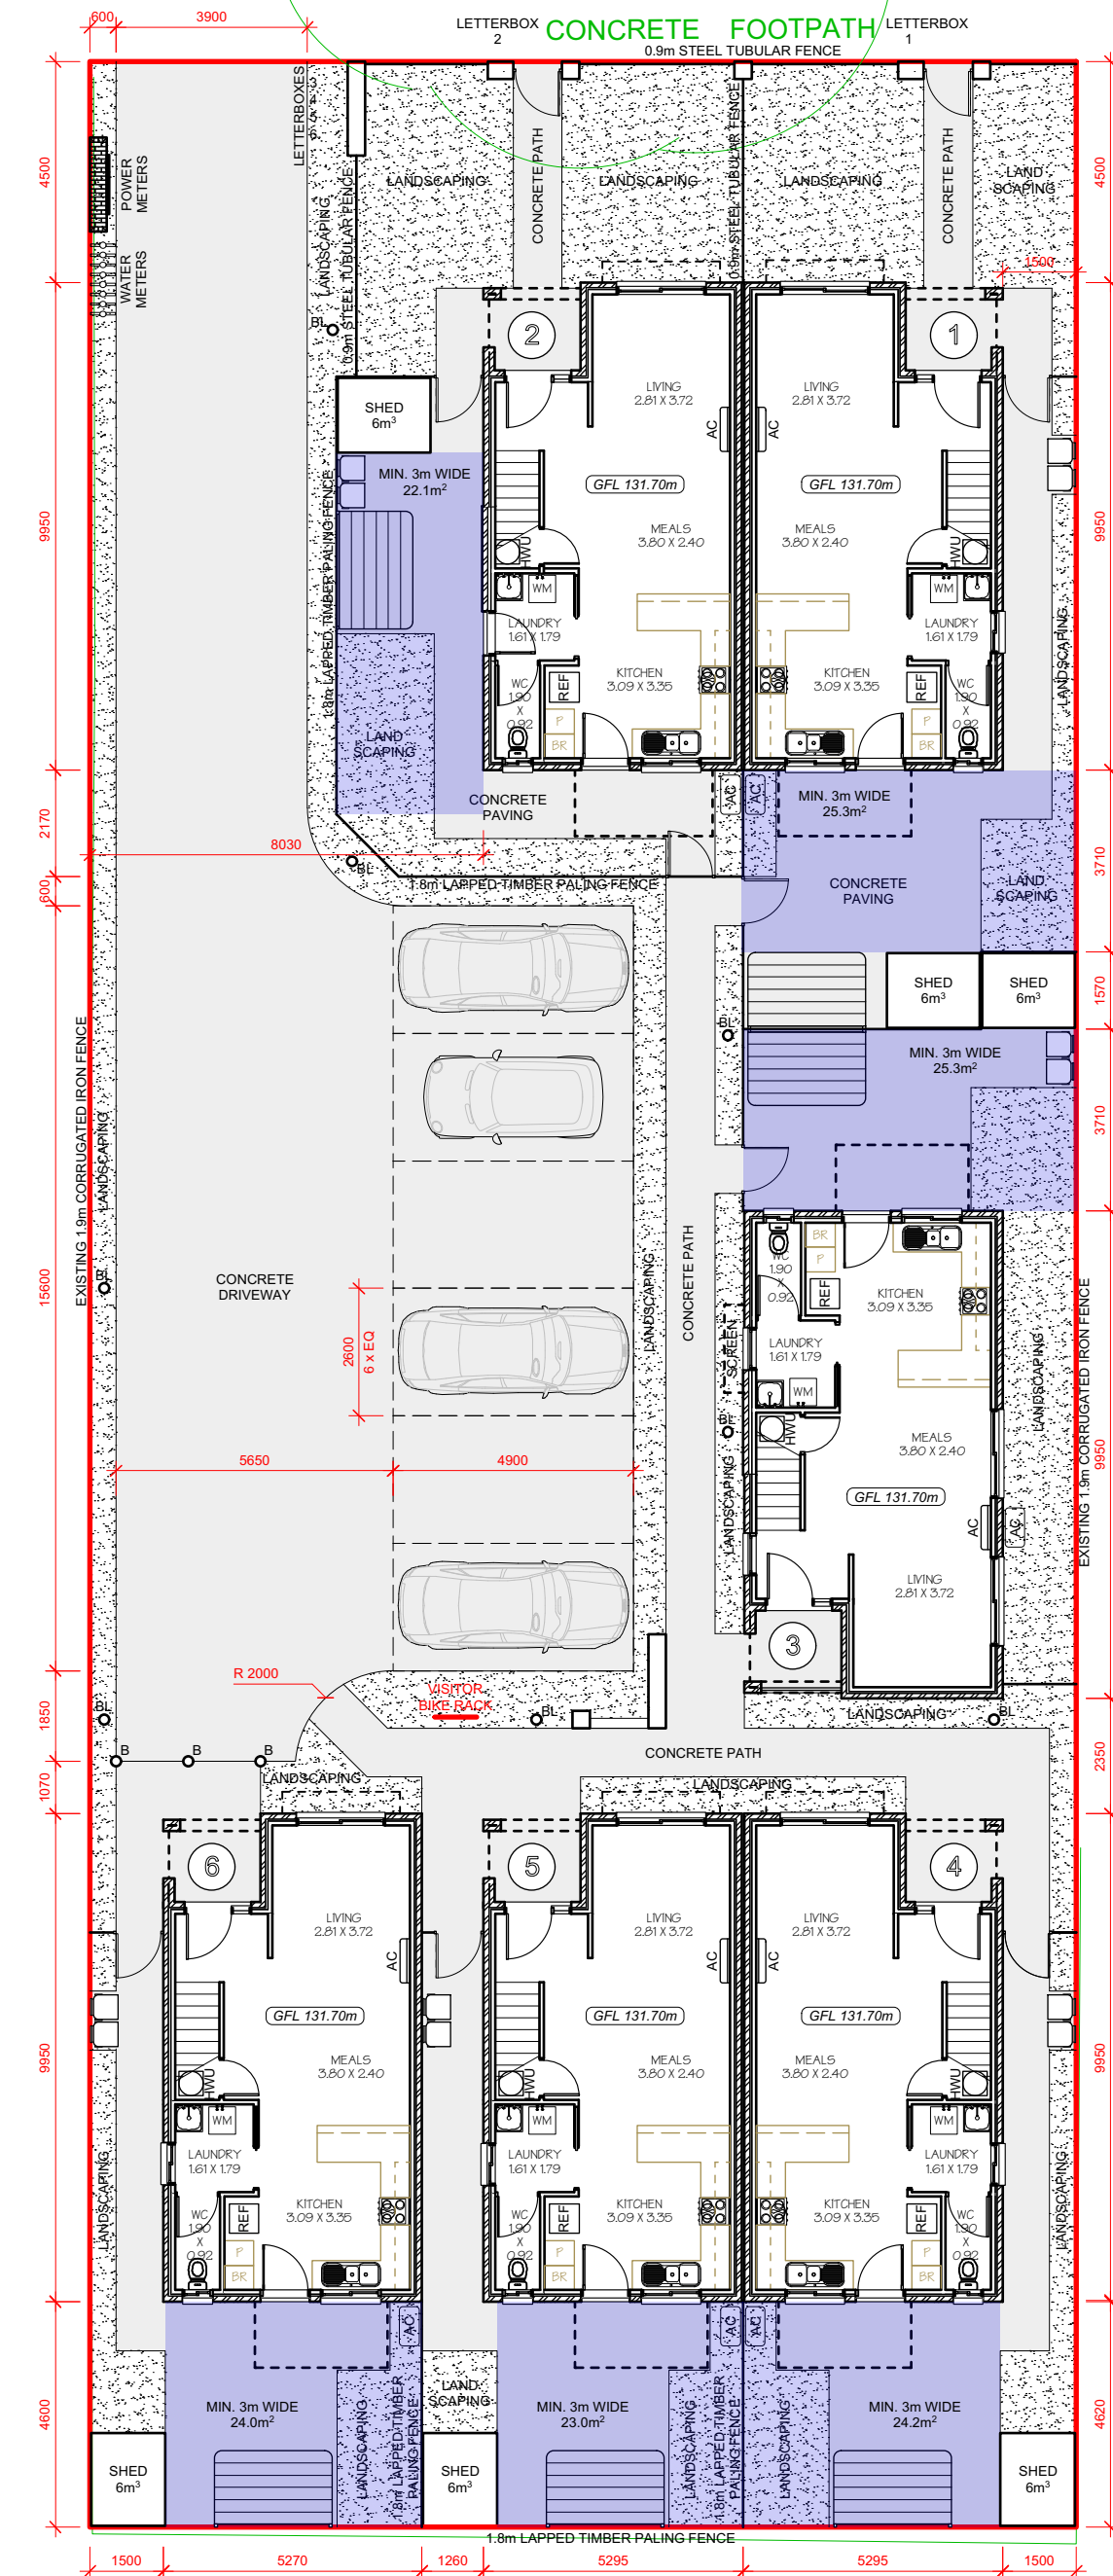 600
3900
LETTERBOX
2
CONCRETE FOOTPATH
LETTERBOX
1
0.9m STEEL TUBULAR FENCE
LETTERBOXES
3 4 5 6
4500
POWER
METERS
WATER
METERS
LANDSCAPING
0.9m STEEL TUBULAR FENCE
LANDSCAPING
CONCRETE PATH
LANDSCAPING
0.9m STEEL TUBULAR FENCE
LANDSCAPING
CONCRETE PATH
LAND
SCAPING
4500
1500
BL
2
1
SHED
6m³
LIVING
2.81 X 3.72
AC
AC
LIVING
2.81 X 3.72
MIN. 3m WIDE
22.1m²
GFL 131.70m
GFL 131.70m
1.8m LAPPED TIMBER PALING FENCE
9950
9950
MEALS
3.80 X 2.40
MEALS
3.80 X 2.40
HWU
HWU
WM
WM
LAUNDRY
1.61 X 1.79
LAUNDRY
1.61 X 1.79
LANDSCAPING
KITCHEN
3.09 X 3.35
KITCHEN
3.09 X 3.35
WC
1.90
X
0.92
REF
P
BR
REF
P
BR
WC
1.90
X
0.92
LAND
SCAPING
2170
CONCRETE
PAVING
AC
AC
MIN. 3m WIDE
25.3m²
3710
8030
BL
1.8m LAPPED TIMBER PALING FENCE
600
CONCRETE
PAVING
LAND
SCAPING
SHED
6m³
SHED
6m³
1570
BL
MIN. 3m WIDE
25.3m²
3710
EXISTING 1.9m CORRUGATED IRON FENCE
LANDSCAPING
BL
15600
CONCRETE
DRIVEWAY
2600
6 x EQ
LANDSCAPING
CONCRETE PATH
SCREEN
WC
1.90
X
0.92
BR
P
REF
KITCHEN
3.09 X 3.35
LAUNDRY
1.61 X 1.79
WM
LANDSCAPING
EXISTING 1.9m CORRUGATED IRON FENCE
BL
HWU
MEALS
3.80 X 2.40
9950
5650
4900
LANDSCAPING
GFL 131.70m
AC
AC
LIVING
2.81 X 3.72
3
R 2000
VISITOR
BIKE RACK
BL
BL
LANDSCAPING
BL
1850
B
B
B
CONCRETE PATH
2350
1070
LANDSCAPING
LANDSCAPING
6
5
4
LIVING
2.81 X 3.72
AC
LIVING
2.81 X 3.72
AC
AC
LIVING
2.81 X 3.72
GFL 131.70m
GFL 131.70m
GFL 131.70m
9950
9950
MEALS
3.80 X 2.40
MEALS
3.80 X 2.40
MEALS
3.80 X 2.40
HWU
HWU
HWU
WM
WM
WM
LANDSCAPING
LAUNDRY
1.61 X 1.79
LAUNDRY
1.61 X 1.79
LAUNDRY
1.61 X 1.79
LANDSCAPING
WC
1.90
X
0.92
REF
P
BR
KITCHEN
3.09 X 3.35
WC
1.90
X
0.92
REF
P
BR
KITCHEN
3.09 X 3.35
KITCHEN
3.09 X 3.35
REF
P
BR
WC
1.90
X
0.92
AC
AC
AC
4600
MIN. 3m WIDE
24.0m²
LANDSCAPING
1.8m LAPPED TIMBER
PALING FENCE
LAND
SCAPING
MIN. 3m WIDE
23.0m²
LANDSCAPING
1.8m LAPPED TIMBER
PALING FENCE
LANDSCAPING
MIN. 3m WIDE
24.2m²
4620
SHED
6m³
SHED
6m³
SHED
6m³
1.8m LAPPED TIMBER PALING FENCE
1500
5270
1260
5295
5295
1500